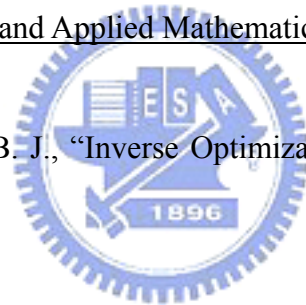 and Applied Mathematic
B. J., “Inverse Optimiza
E S A
1896